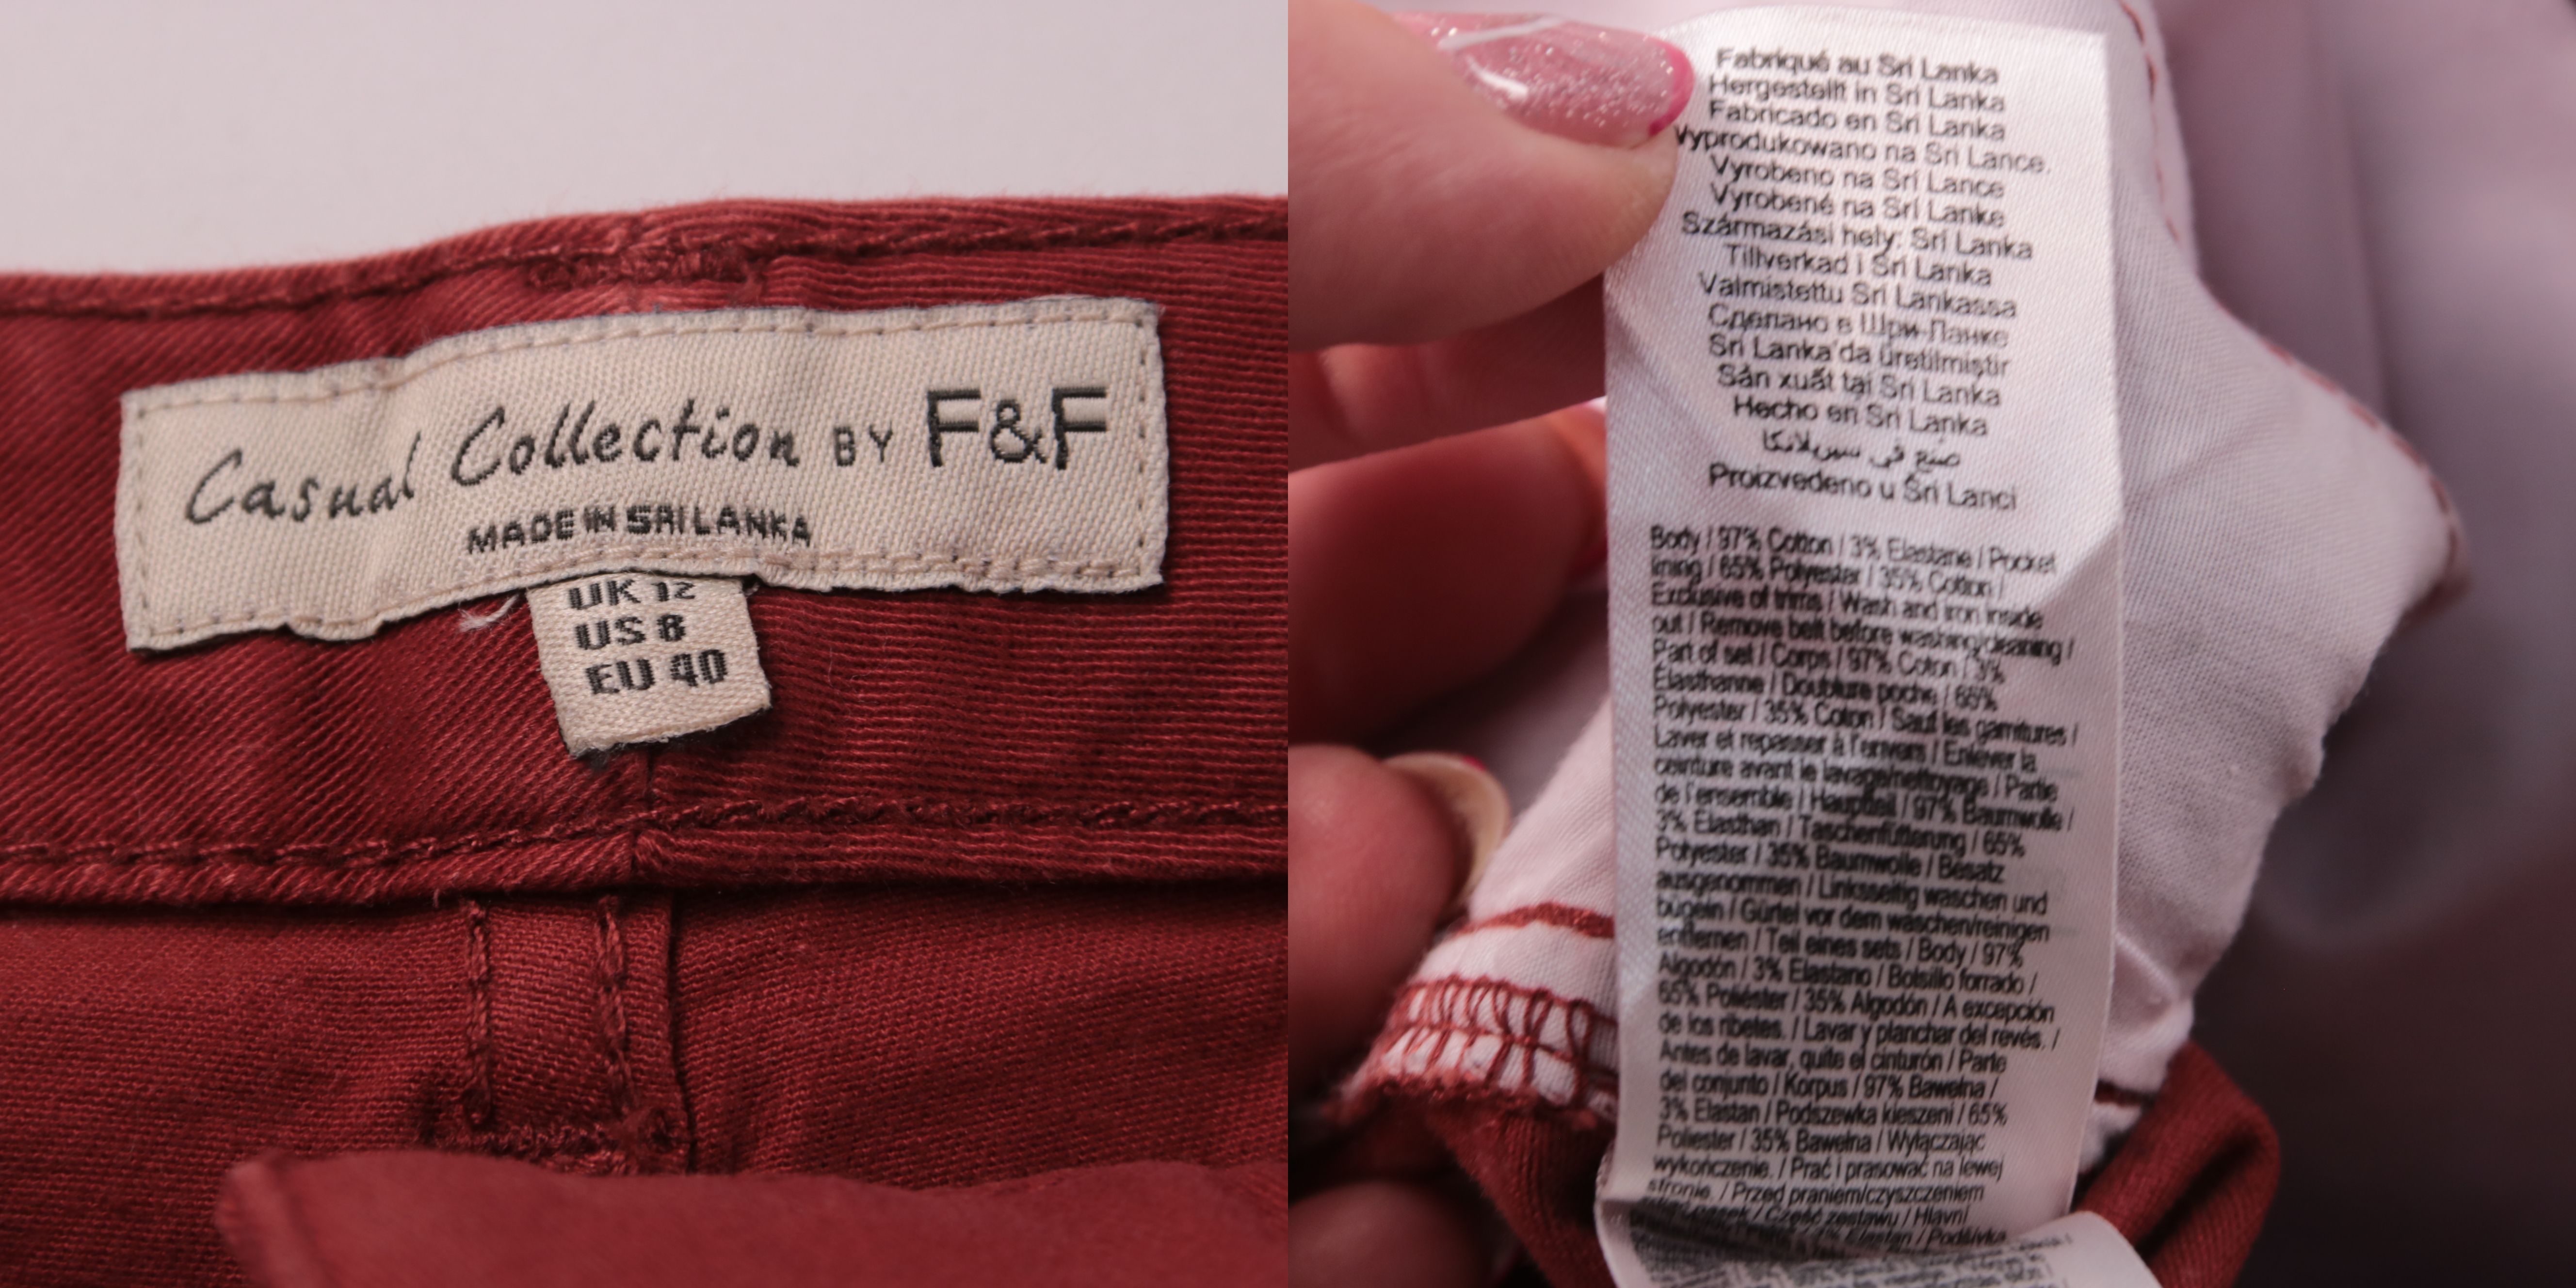 Casual Collection BY F&F
MADE IN SRI LANKA
UK 12
US 8
EU 40
Fabriqué au Sri Lanka
Hergestellt in Sri Lanka
Fabricado en Sri Lanka
Wyprodukowano na Sri Lance.
Vyrobeno na Srí Lance
Vyrobené na Srí Lanke
Származási hely: Srí Lanka
Tillverkad i Sri Lanka
Valmistettu Sri Lankassa
Сделано в Шри-Ланке
Sri Lanka'da üretilmiştir
Sản xuất tại Sri Lanka
Hecho en Sri Lanka
صنع في سريلانكا
Proizvedeno u Šri Lanci
Body / 97% Cotton / 3% Elastane / Pocket
lining / 65% Polyester / 35% Cotton /
Exclusive of trims / Wash and iron inside
out / Remove belt before washing/cleaning /
Part of set / Corps / 97% Coton / 3%
Élasthanne / Doublure poche / 65%
Polyester / 35% Coton / Sauf les garnitures /
Laver et repasser à l'envers / Enlever la
ceinture avant le lavage/nettoyage / Partie
de l'ensemble / Hauptteil / 97% Baumwolle /
3% Elasthan / Taschenfütterung / 65%
Polyester / 35% Baumwolle / Besatz
ausgenommen / Linksseitig waschen und
bügeln / Gürtel vor dem waschen/reinigen
entfernen / Teil eines sets / Body / 97%
Algodón / 3% Elastano / Bolsillo forrado /
65% Poliéster / 35% Algodón / A excepción
de los ribetes. / Lavar y planchar del revés. /
Antes de lavar, quite el cinturón / Parte
del conjunto / Korpus / 97% Bawełna /
3% Elastan / Podszewka kieszeni / 65%
Poliester / 35% Bawełna / Wyłączając
wykończenie. / Prać i prasować na lewej
stronie. / Przed praniem/czyszczeniem
pasek / Część zestawu / Hlavní
Elastan / Podšívka